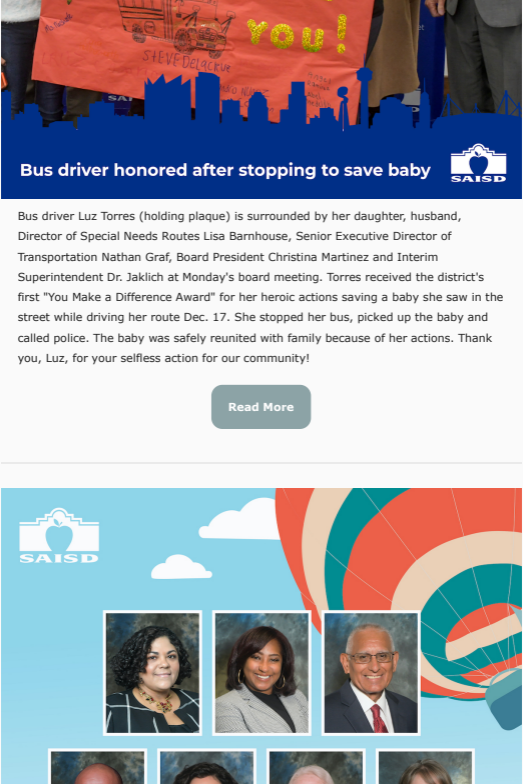 YOU!
STEVE DELACRUZ
SAI
Bus driver honored after stopping to save baby
SAISD
Bus driver Luz Torres (holding plaque) is surrounded by her daughter, husband,
Director of Special Needs Routes Lisa Barnhouse, Senior Executive Director of
Transportation Nathan Graf, Board President Christina Martinez and Interim
Superintendent Dr. Jaklich at Monday's board meeting. Torres received the district's
first "You Make a Difference Award" for her heroic actions saving a baby she saw in the
street while driving her route Dec. 17. She stopped her bus, picked up the baby and
called police. The baby was safely reunited with family because of her actions. Thank
you, Luz, for your selfless action for our community!
Read More
SAISD